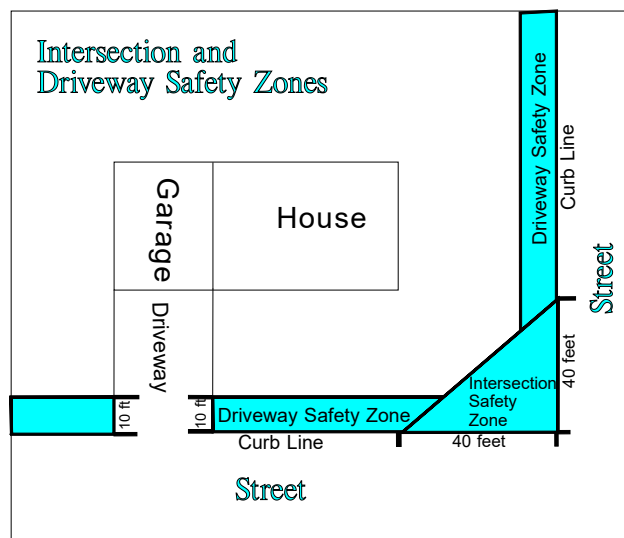 Intersection and
Driveway Safety Zones
Driveway Safety Zone
Curb Line
Street
Garage
House
Driveway
40 feet
Intersection
Safety
Zone
10 ft
10 ft
Driveway Safety Zone
Curb Line
40 feet
Street